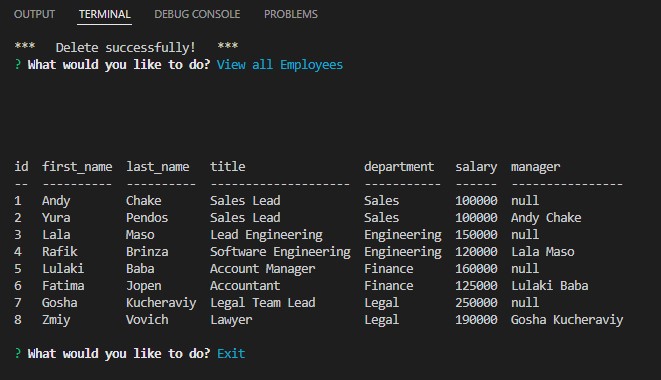 OUTPUT TERMINAL DEBUG CONSOLE PROBLEMS
*** Delete successfully! ***
? What would you like to do? View all Employees
id first_name last_name title department salary manager
-- ---------- ---------- -------------------- ----------- ------ ----------------
1 Andy Chake Sales Lead Sales 100000 null
2 Yura Pendos Sales Lead Sales 100000 Andy Chake
3 Lala Maso Lead Engineering Engineering 150000 null
4 Rafik Brinza Software Engineering Engineering 120000 Lala Maso
5 Lulaki Baba Account Manager Finance 160000 null
6 Fatima Jopen Accountant Finance 125000 Lulaki Baba
7 Gosha Kucheraviy Legal Team Lead Legal 250000 null
8 Zmiy Vovich Lawyer Legal 190000 Gosha Kucheraviy
? What would you like to do? Exit